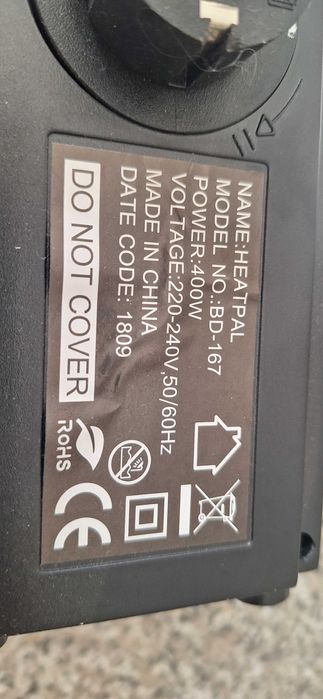 NAME:HEATPAL
MODEL NO.:BD-167
POWER:400W
VOLTAGE:220-240V,50/60Hz
MADE IN CHINA
DATE CODE: 1809
DO NOT COVER
RoHS
CE